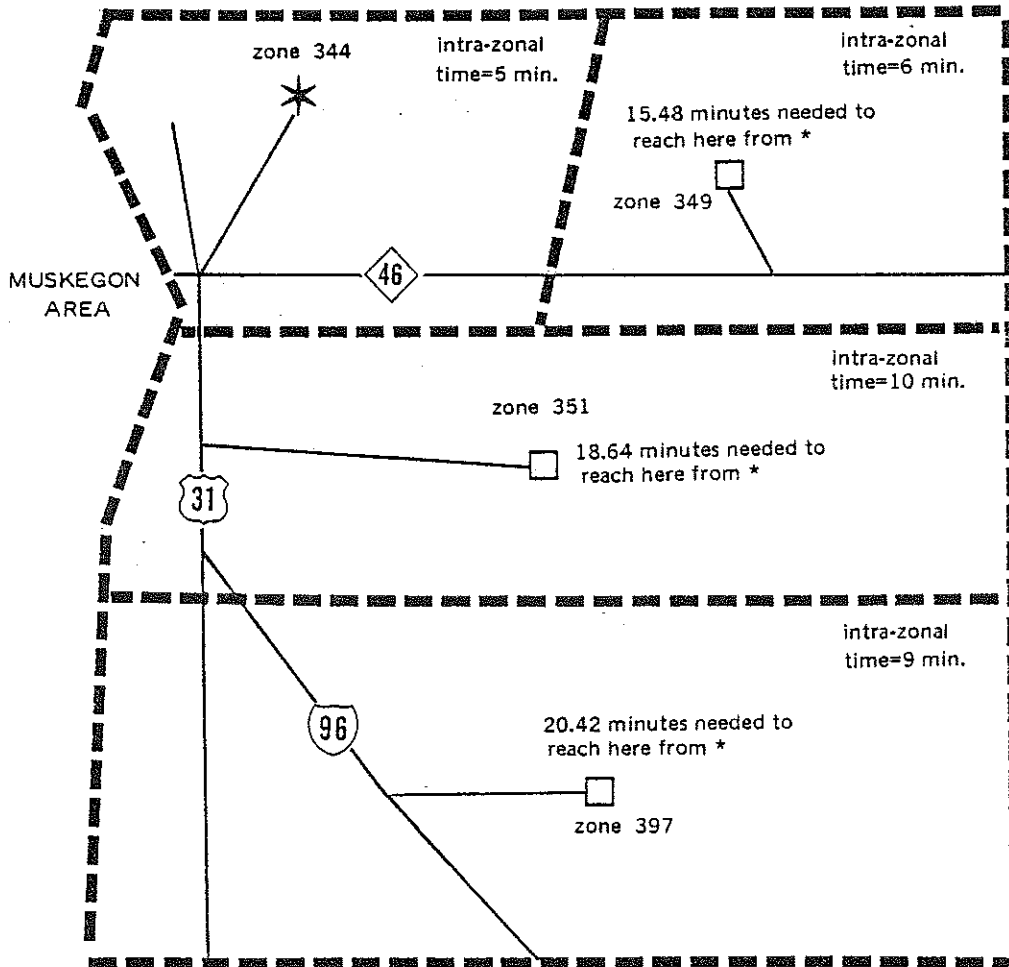 zone 344
intra-zonal
time=5 min.
intra-zonal
time=6 min.
15.48 minutes needed to
reach here from *
zone 349
MUSKEGON
AREA
46
intra-zonal
time=10 min.
zone 351
18.64 minutes needed to
reach here from *
31
intra-zonal
time=9 min.
96
20.42 minutes needed to
reach here from *
zone 397